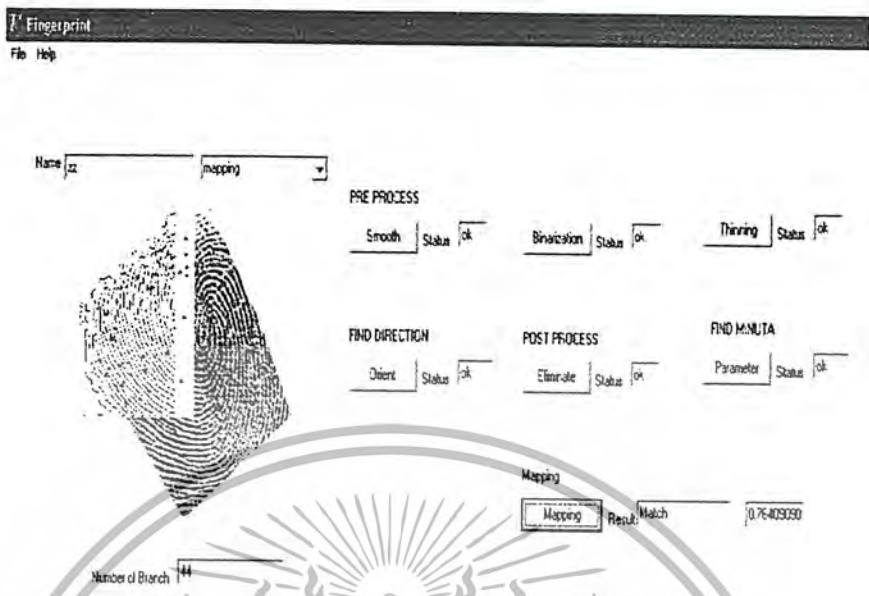 Fingerprint
File Help
Name zz mapping
PRE PROCESS
Smooth Status ok Binarization Status ok Thinning Status ok
FIND DIRECTION POST PROCESS FIND MINUTA
Orient Status ok Eliminate Status ok Parameter Status ok
Mapping
Mapping Result: Match 0.76409090
Number of Branch 44